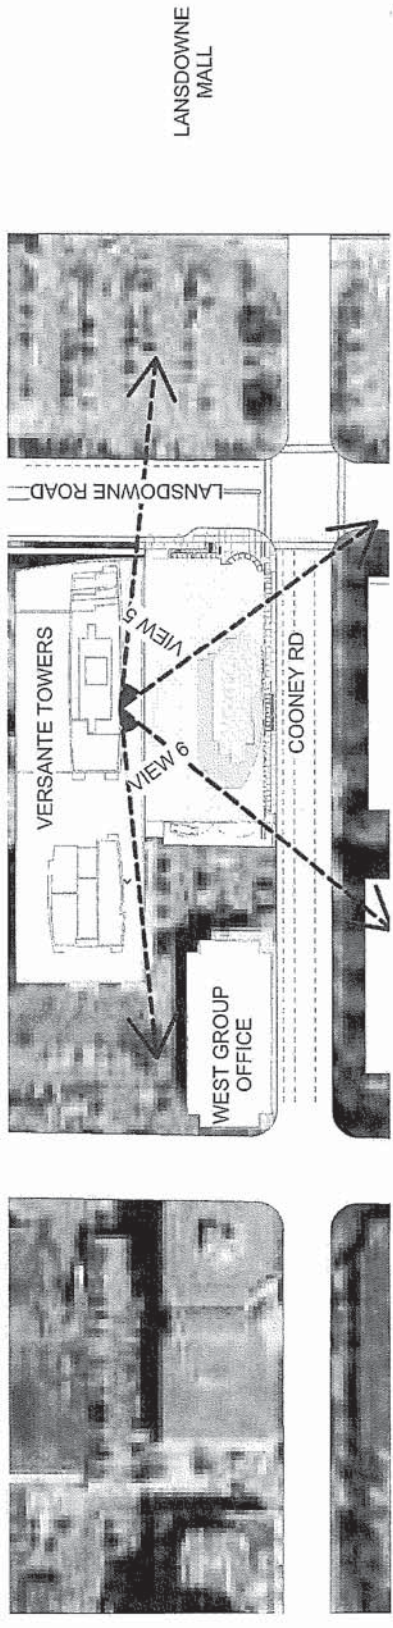 LANSDOWNE
MALL
LANSDOWNE ROAD
VERSANTE TOWERS
VIEW 5
COONEY RD
VIEW 6
WEST GROUP
OFFICE